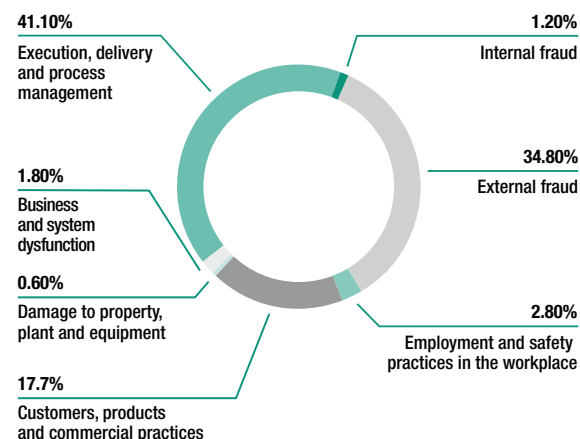 41.10%
Execution, delivery
and process
management
1.20%
Internal fraud
34.80%
External fraud
1.80%
Business
and system
dysfunction
0.60%
Damage to property,
plant and equipment
2.80%
Employment and safety
practices in the workplace
17.7%
Customers, products
and commercial practices